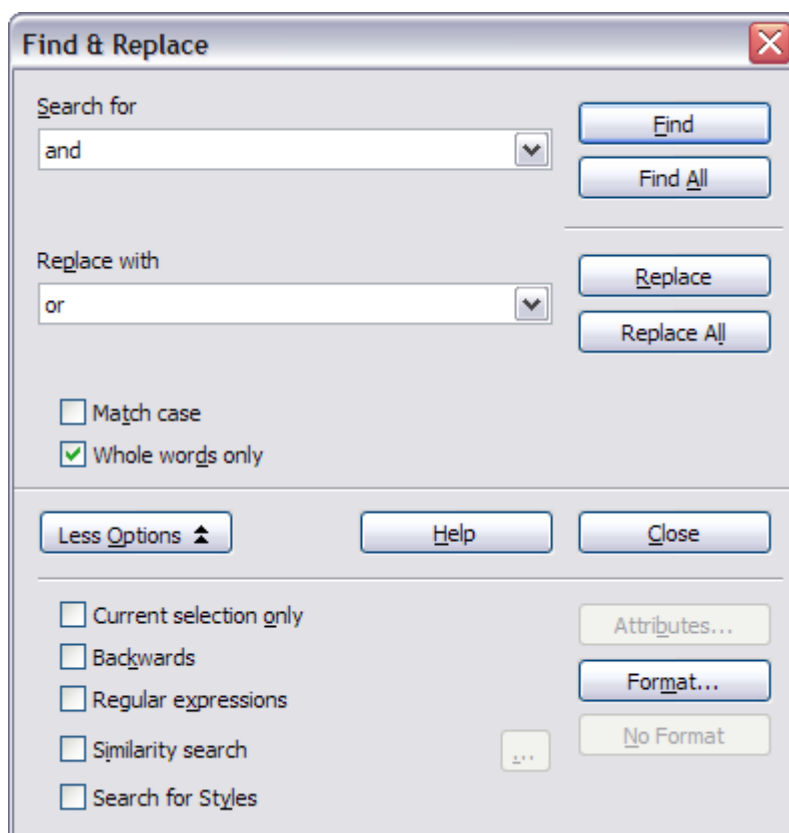 Find & Replace
Search for
and
Find
Find All
Replace with
or
Replace
Replace All
Match case
Whole words only
Less Options
Help
Close
Current selection only
Attributes...
Backwards
Regular expressions
Format...
Similarity search
...
No Format
Search for Styles